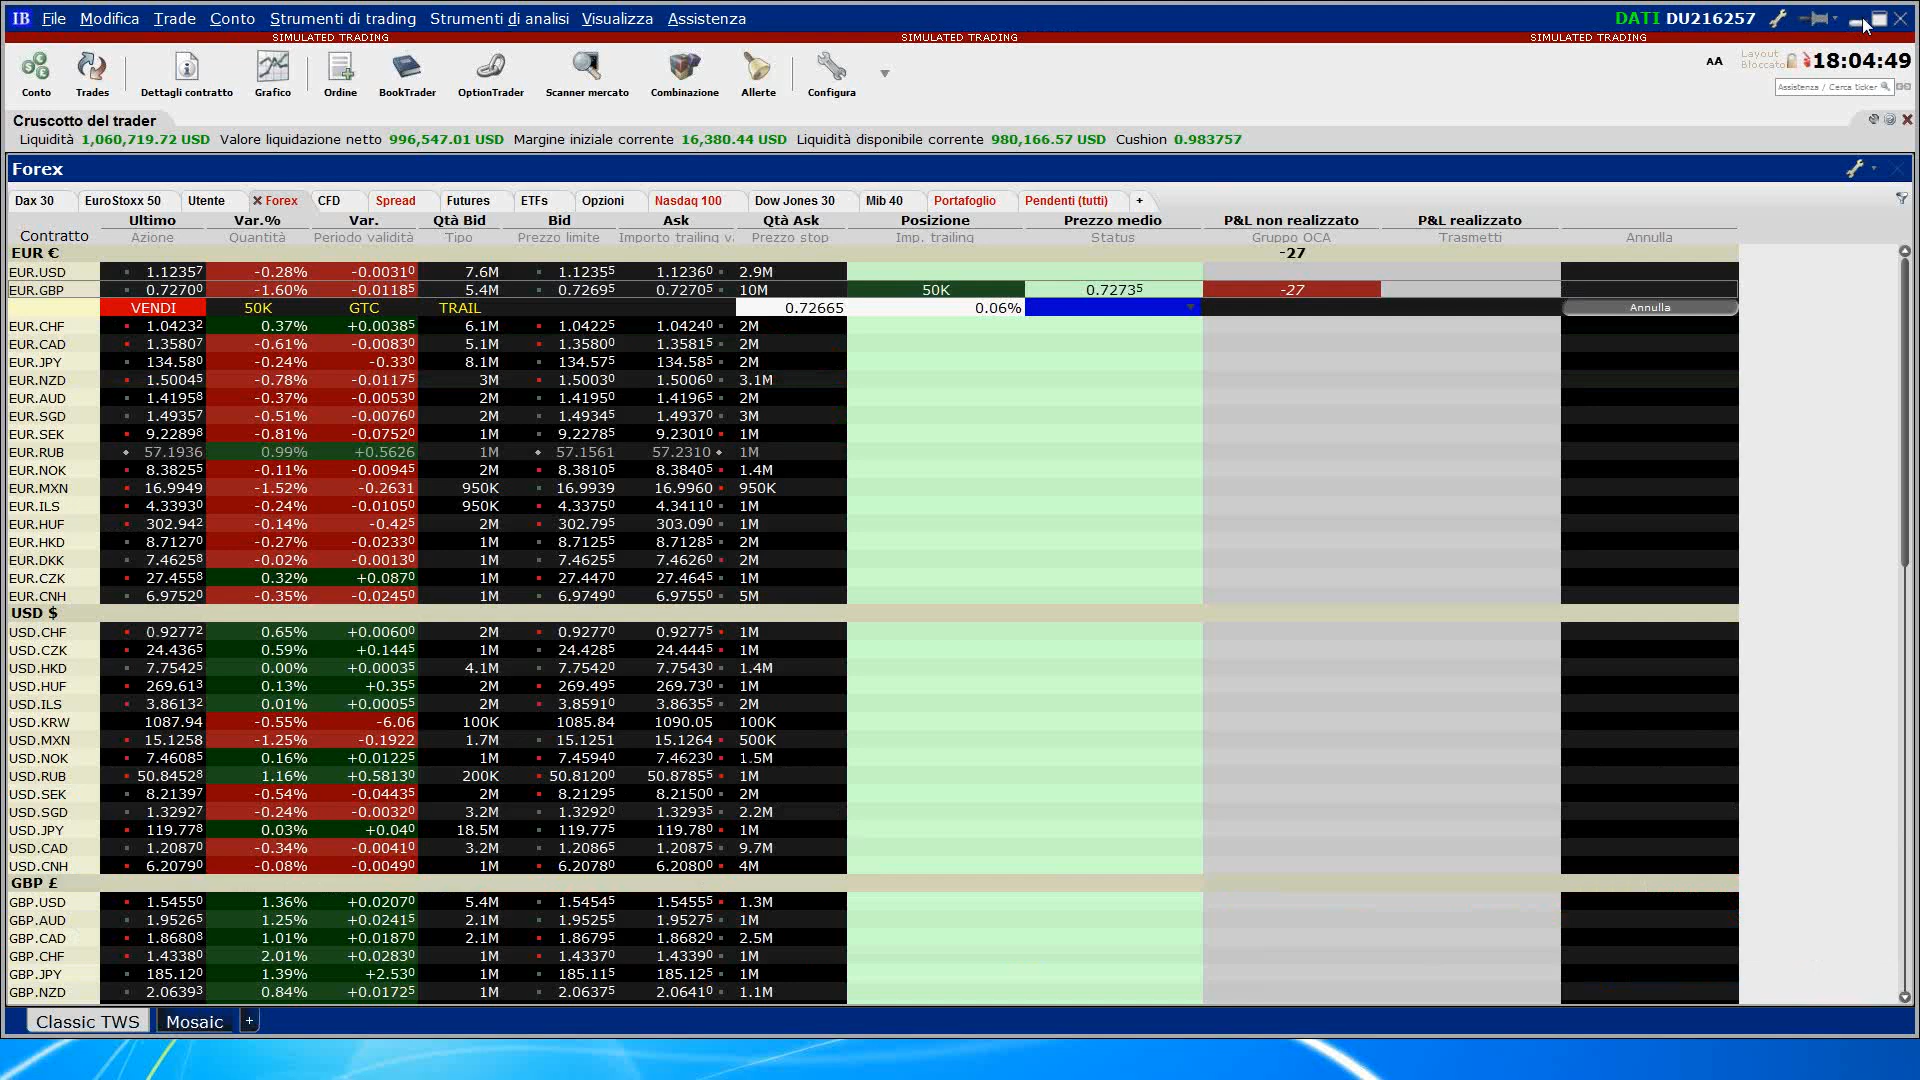 IB File Modifica Trade Conto Strumenti di trading Strumenti di analisi Visualizza Assistenza DATI DU216257
SIMULATED TRADING SIMULATED TRADING SIMULATED TRADING
Conto Trades Dettagli contratto Grafico Ordine BookTrader OptionTrader Scanner mercato Combinazione Allerte Configura
AA Layout Bloccato 18:04:49
Assistenza / Cerca ticker
Cruscotto del trader
Liquidità 1,060,719.72 USD Valore liquidazione netto 996,547.01 USD Margine iniziale corrente 16,380.44 USD Liquidità disponibile corrente 980,166.57 USD Cushion 0.983757
Forex
Dax 30 EuroStoxx 50 Utente Forex CFD Spread Futures ETFs Opzioni Nasdaq 100 Dow Jones 30 Mib 40 Portafoglio Pendenti (tutti) +
Contratto Ultimo Var.% Var. Qtà Bid Bid Ask Qtà Ask Posizione Prezzo medio P&L non realizzato P&L realizzato
Azione Quantità Periodo validità Tipo Prezzo limite Importo trailing v. Prezzo stop Imp. trailing Status Gruppo OCA Trasmetti Annulla
EUR € -27
EUR.USD 1.12357 -0.28% -0.00310 7.6M 1.12355 1.12360 2.9M
EUR.GBP 0.72700 -1.60% -0.01185 5.4M 0.72695 0.72705 10M 50K 0.72735 -27
VENDI 50K GTC TRAIL 0.72665 0.06% Annulla
EUR.CHF 1.04232 0.37% +0.00385 6.1M 1.04225 1.04240 2M
EUR.CAD 1.35807 -0.61% -0.00830 5.1M 1.35800 1.35815 2M
EUR.JPY 134.580 -0.24% -0.330 8.1M 134.575 134.585 2M
EUR.NZD 1.50045 -0.78% -0.01175 3M 1.50030 1.50060 3.1M
EUR.AUD 1.41958 -0.37% -0.00530 2M 1.41950 1.41965 2M
EUR.SGD 1.49357 -0.51% -0.00760 2M 1.49345 1.49370 3M
EUR.SEK 9.22898 -0.81% -0.07520 1M 9.22785 9.23010 1M
EUR.RUB 57.1936 0.99% +0.5626 1M 57.1561 57.2310 1M
EUR.NOK 8.38255 -0.11% -0.00945 2M 8.38105 8.38405 1.4M
EUR.MXN 16.9949 -1.52% -0.2631 950K 16.9939 16.9960 950K
EUR.ILS 4.33930 -0.24% -0.01050 950K 4.33750 4.34110 1M
EUR.HUF 302.942 -0.14% -0.425 2M 302.795 303.090 1M
EUR.HKD 8.71270 -0.27% -0.02330 1M 8.71255 8.71285 2M
EUR.DKK 7.46258 -0.02% -0.00130 1M 7.46255 7.46260 2M
EUR.CZK 27.4558 0.32% +0.0870 1M 27.4470 27.4645 1M
EUR.CNH 6.97520 -0.35% -0.02450 1M 6.97490 6.97550 5M
USD $
USD.CHF 0.92772 0.65% +0.00600 2M 0.92770 0.92775 1M
USD.CZK 24.4365 0.59% +0.1445 1M 24.4285 24.4445 1M
USD.HKD 7.75425 0.00% +0.00035 4.1M 7.75420 7.75430 1.4M
USD.HUF 269.613 0.13% +0.355 2M 269.495 269.730 1M
USD.ILS 3.86132 0.01% +0.00055 2M 3.85910 3.86355 2M
USD.KRW 1087.94 -0.55% -6.06 100K 1085.84 1090.05 100K
USD.MXN 15.1258 -1.25% -0.1922 1.7M 15.1251 15.1264 500K
USD.NOK 7.46085 0.16% +0.01225 1M 7.45940 7.46230 1.5M
USD.RUB 50.84528 1.16% +0.58130 200K 50.81200 50.87855 1M
USD.SEK 8.21397 -0.54% -0.04435 2M 8.21295 8.21500 2M
USD.SGD 1.32927 -0.24% -0.00320 3.2M 1.32920 1.32935 2.2M
USD.JPY 119.778 0.03% +0.040 18.5M 119.775 119.780 1M
USD.CAD 1.20870 -0.34% -0.00410 3.2M 1.20865 1.20875 9.7M
USD.CNH 6.20790 -0.08% -0.00490 1M 6.20780 6.20800 4M
GBP £
GBP.USD 1.54550 1.36% +0.02070 5.4M 1.54545 1.54555 1.3M
GBP.AUD 1.95265 1.25% +0.02415 2.1M 1.95255 1.95275 1M
GBP.CAD 1.86808 1.01% +0.01870 2.1M 1.86795 1.86820 2.5M
GBP.CHF 1.43380 2.01% +0.02830 1M 1.43370 1.43390 1M
GBP.JPY 185.120 1.39% +2.530 1M 185.115 185.125 1M
GBP.NZD 2.06393 0.84% +0.01725 1M 2.06375 2.06410 1.1M
Classic TWS Mosaic +